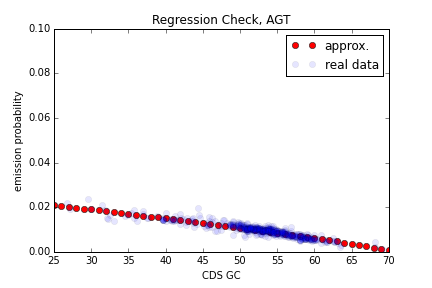 Regression Check, AGT
0.10
0.08
0.06
0.04
0.02
0.00
emission probability
approx.
real data
25 30 35 40 45 50 55 60 65 70
CDS GC